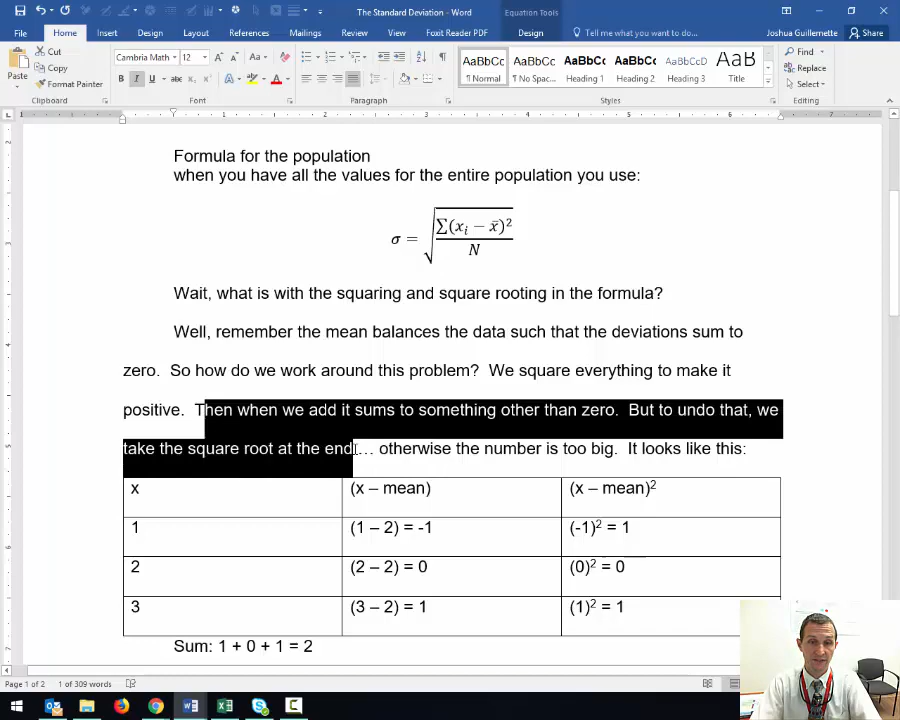 The Standard Deviation - Word
Equation Tools
File
Home
Insert
Draw
Design
Layout
References
Mailings
Review
View
Foxit Reader PDF
Design
Tell me what you want to do...
Joshua Guillemette
Share
Paste
Cut
Copy
Format Painter
Clipboard
Cambria Math
12
Font
Paragraph
AaBbCc
¶ Normal
AaBbCc
¶ No Spac...
AaBbCc
Heading 1
AaBbCc
Heading 2
AaBbCcD
Heading 3
AaB
Title
Styles
Find
Replace
Select
Editing
Formula for the population
when you have all the values for the entire population you use:
σ = √(∑(xᵢ − x̄)² / N)
Wait, what is with the squaring and square rooting in the formula?
Well, remember the mean balances the data such that the deviations sum to
zero. So how do we work around this problem? We square everything to make it
positive. Then when we add it sums to something other than zero. But to undo that, we
take the square root at the end… otherwise the number is too big. It looks like this:
x (x – mean) (x – mean)²
1 (1 – 2) = -1 (-1)² = 1
2 (2 – 2) = 0 (0)² = 0
3 (3 – 2) = 1 (1)² = 1
Sum: 1 + 0 + 1 = 2
Page 1 of 2 1 of 309 words